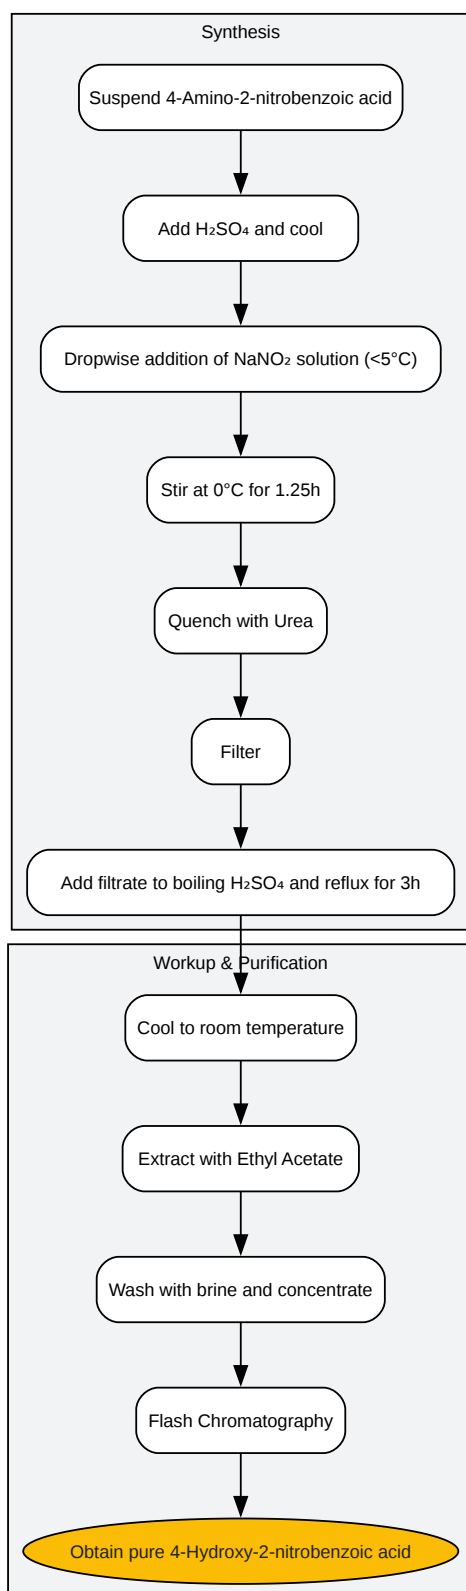 Synthesis
Suspend 4-Amino-2-nitrobenzoic acid
Add H₂SO₄ and cool
Dropwise addition of NaNO₂ solution (<5°C)
Stir at 0°C for 1.25h
Quench with Urea
Filter
Add filtrate to boiling H₂SO₄ and reflux for 3h
Workup & Purification
Cool to room temperature
Extract with Ethyl Acetate
Wash with brine and concentrate
Flash Chromatography
Obtain pure 4-Hydroxy-2-nitrobenzoic acid